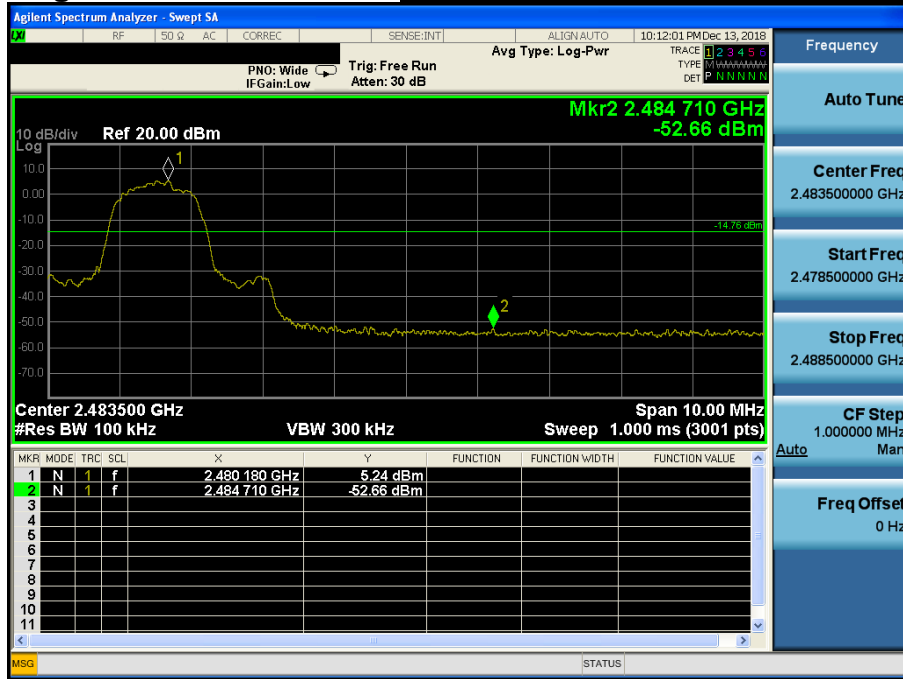 Agilent Spectrum Analyzer - Swept SA
LXI RF 50 Ω AC CORREC SENSE:INT ALIGN AUTO 10:12:01 PM Dec 13, 2018
Frequency
Avg Type: Log-Pwr TRACE 1 2 3 4 5 6
PNO: Wide Trig: Free Run TYPE M WWWWW
IFGain:Low Atten: 30 dB DET P N N N N N
Auto Tune
Mkr2 2.484 710 GHz
10 dB/div Ref 20.00 dBm -52.66 dBm
Log
1
10.0
0.00
-10.0
-14.76 dBm
-20.0
-30.0
-40.0
2
-50.0
-60.0
-70.0
Center 2.483500 GHz Span 10.00 MHz
#Res BW 100 kHz VBW 300 kHz Sweep 1.000 ms (3001 pts)
Center Freq
2.483500000 GHz
Start Freq
2.478500000 GHz
Stop Freq
2.488500000 GHz
CF Step
1.000000 MHz
Auto Man
Freq Offset
0 Hz
MKR MODE TRC SCL X Y FUNCTION FUNCTION WIDTH FUNCTION VALUE
1 N 1 f 2.480 180 GHz 5.24 dBm
2 N 1 f 2.484 710 GHz -52.66 dBm
3
4
5
6
7
8
9
10
11
MSG STATUS